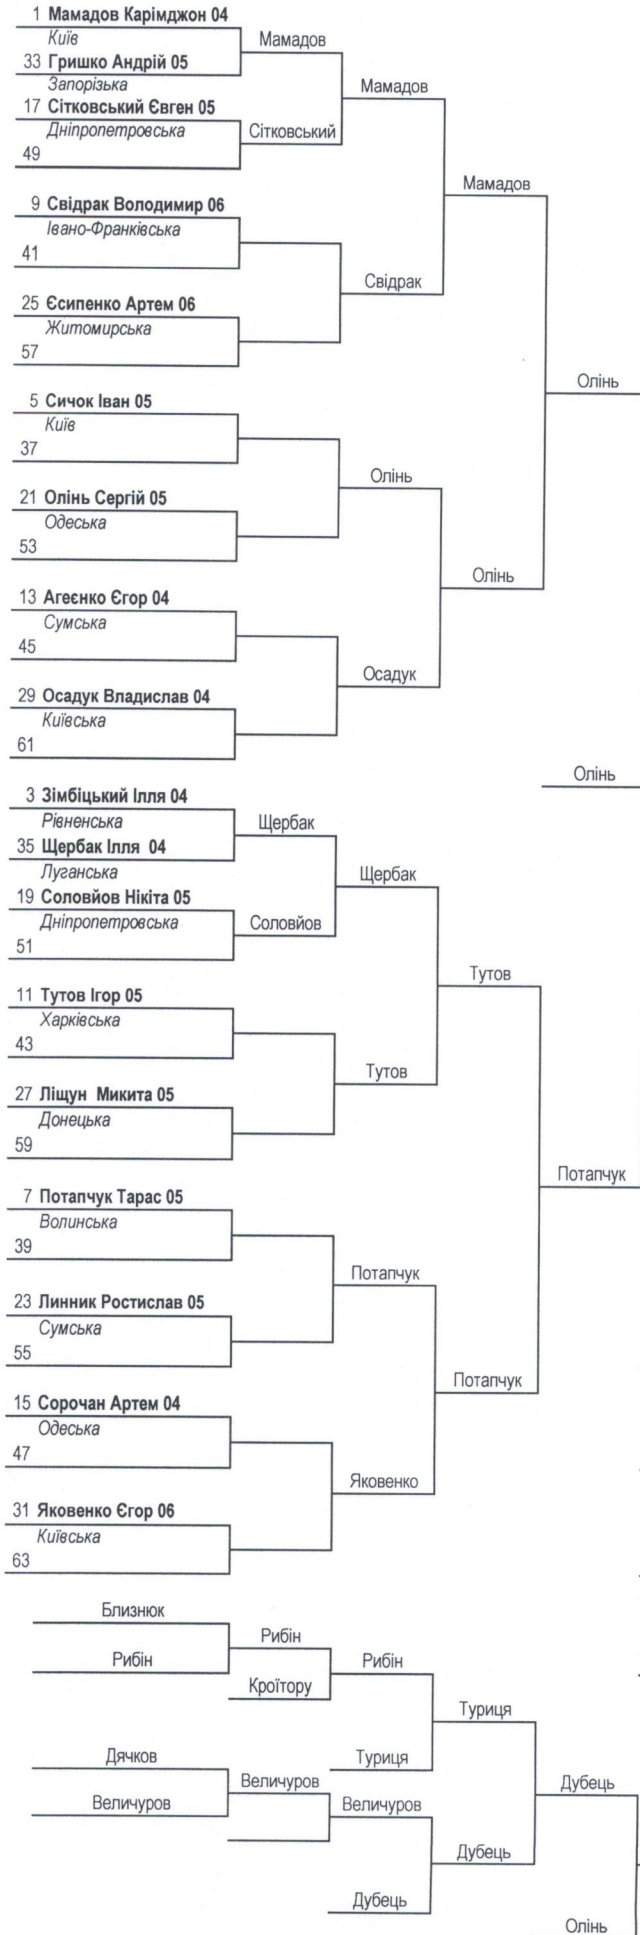 1 Мамадов Карімджон 04
Київ
Мамадов
33 Гришко Андрій 05
Запорізька
Мамадов
17 Сітковський Євген 05
Дніпропетровська
Сітковський
49
Мамадов
9 Свідрак Володимир 06
Івано-Франківська
41
Свідрак
25 Єсипенко Артем 06
Житомирська
57
Олінь
5 Сичок Іван 05
Київ
37
Олінь
21 Олінь Сергій 05
Одеська
53
Олінь
13 Агеєнко Єгор 04
Сумська
45
Осадук
29 Осадук Владислав 04
Київська
61
Олінь
3 Зімбіцький Ілля 04
Рівненська
Щербак
35 Щербак Ілля 04
Луганська
Щербак
19 Соловйов Нікіта 05
Дніпропетровська
Соловйов
51
Тутов
11 Тутов Ігор 05
Харківська
43
Тутов
27 Ліщун Микита 05
Донецька
59
Потапчук
7 Потапчук Тарас 05
Волинська
39
Потапчук
23 Линник Ростислав 05
Сумська
55
Потапчук
15 Сорочан Артем 04
Одеська
47
Яковенко
31 Яковенко Єгор 06
Київська
63
Близнюк
Рибін
Рибін
Рибін
Кроїтору
Туриця
Дячков
Туриця
Величуров
Дубець
Величуров
Величуров
Дубець
Дубець
Олінь